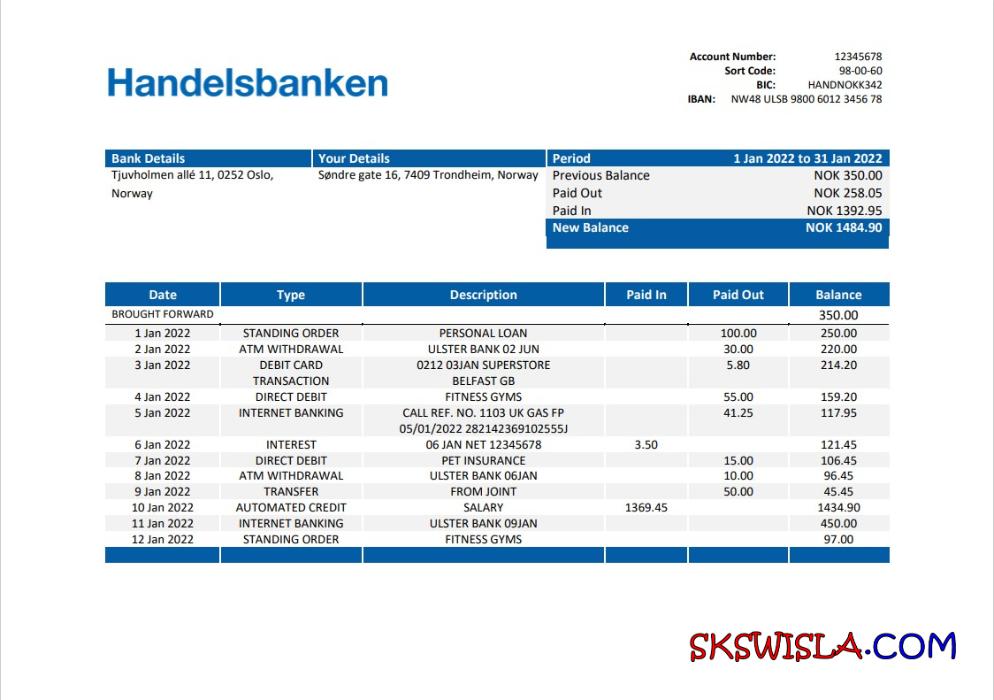 Handelsbanken
Account Number: 12345678
Sort Code: 98-00-60
BIC: HANDNOKK342
IBAN: NW48 ULSB 9800 6012 3456 78
Bank Details Your Details Period 1 Jan 2022 to 31 Jan 2022
Tjuvholmen allé 11, 0252 Oslo, Søndre gate 16, 7409 Trondheim, Norway Previous Balance NOK 350.00
Norway Paid Out NOK 258.05
Paid In NOK 1392.95
New Balance NOK 1484.90
Date Type Description Paid In Paid Out Balance
BROUGHT FORWARD 350.00
1 Jan 2022 STANDING ORDER PERSONAL LOAN 100.00 250.00
2 Jan 2022 ATM WITHDRAWAL ULSTER BANK 02 JUN 30.00 220.00
3 Jan 2022 DEBIT CARD 0212 03JAN SUPERSTORE 5.80 214.20
TRANSACTION BELFAST GB
4 Jan 2022 DIRECT DEBIT FITNESS GYMS 55.00 159.20
5 Jan 2022 INTERNET BANKING CALL REF. NO. 1103 UK GAS FP 41.25 117.95
05/01/2022 282142369102555J
6 Jan 2022 INTEREST 06 JAN NET 12345678 3.50 121.45
7 Jan 2022 DIRECT DEBIT PET INSURANCE 15.00 106.45
8 Jan 2022 ATM WITHDRAWAL ULSTER BANK 06JAN 10.00 96.45
9 Jan 2022 TRANSFER FROM JOINT 50.00 45.45
10 Jan 2022 AUTOMATED CREDIT SALARY 1369.45 1434.90
11 Jan 2022 INTERNET BANKING ULSTER BANK 09JAN 450.00
12 Jan 2022 STANDING ORDER FITNESS GYMS 97.00
SKSWISLA.COM